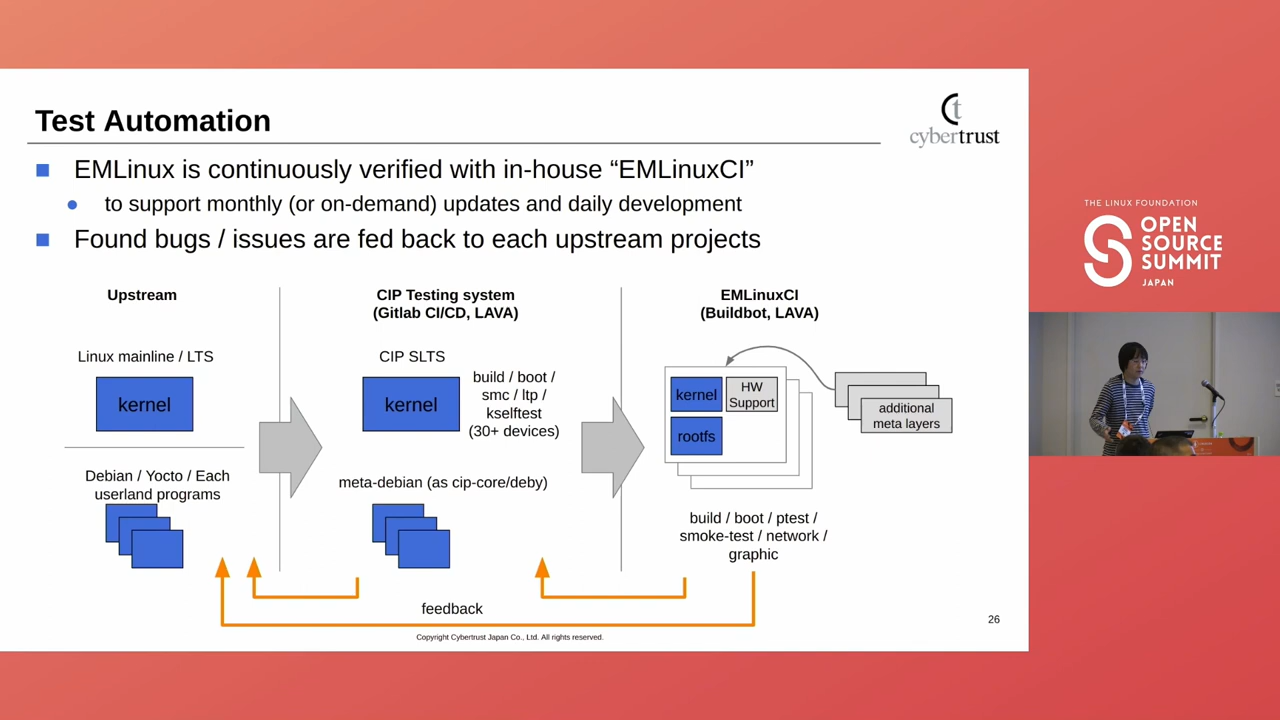 Test Automation
cybertrust
EMLinux is continuously verified with in-house “EMLinuxCI”
to support monthly (or on-demand) updates and daily development
Found bugs / issues are fed back to each upstream projects
Upstream
Linux mainline / LTS
kernel
Debian / Yocto / Each
userland programs
CIP Testing system
(Gitlab CI/CD, LAVA)
CIP SLTS
kernel
build / boot /
smc / ltp /
kselftest
(30+ devices)
meta-debian (as cip-core/deby)
EMLinuxCI
(Buildbot, LAVA)
kernel
HW
Support
rootfs
additional
meta layers
build / boot / ptest /
smoke-test / network /
graphic
feedback
26
Copyright Cybertrust Japan Co., Ltd. All rights reserved.
THE LINUX FOUNDATION
OPEN
SOURCE
SUMMIT
JAPAN